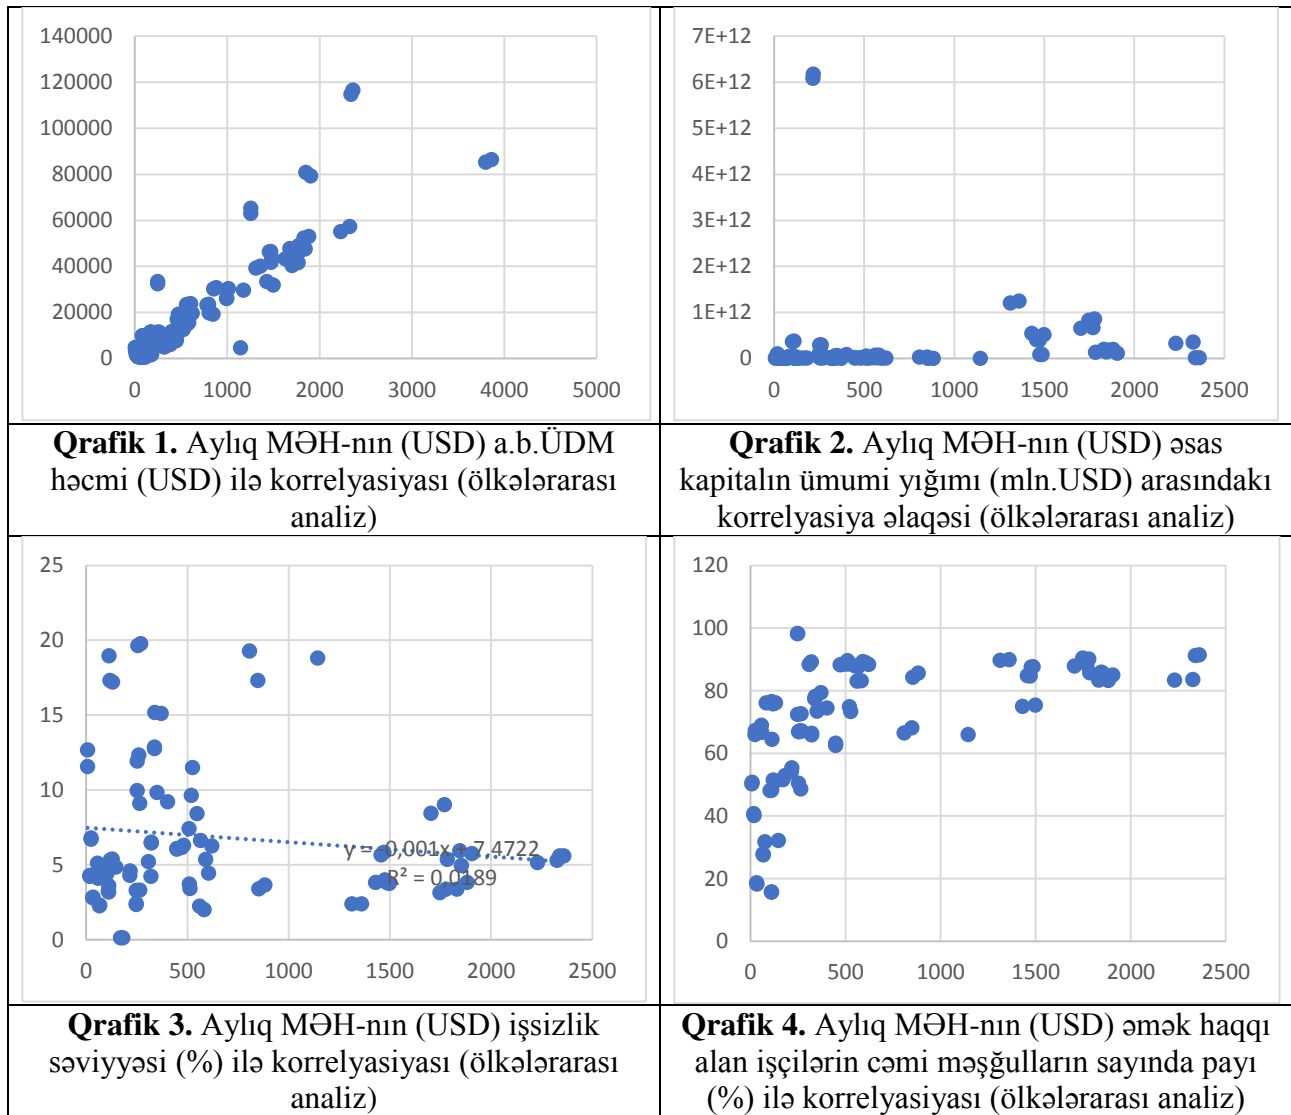 140000
120000
100000
80000
60000
40000
20000
0
0 1000 2000 3000 4000 5000
Qrafik 1. Aylıq MƏH-nın (USD) a.b.ÜDM
həcmi (USD) ilə korrelyasiyası (ölkələrarası
analiz)
7E+12
6E+12
5E+12
4E+12
3E+12
2E+12
1E+12
0
0 500 1000 1500 2000 2500
Qrafik 2. Aylıq MƏH-nın (USD) əsas
kapitalın ümumi yığımı (mln.USD) arasındakı
korrelyasiya əlaqəsi (ölkələrarası analiz)
25
20
15
10
5
0
y = -0,001x + 7,4722
R² = 0,0189
0 500 1000 1500 2000 2500
Qrafik 3. Aylıq MƏH-nın (USD) işsizlik
səviyyəsi (%) ilə korrelyasiyası (ölkələrarası
analiz)
120
100
80
60
40
20
0
0 500 1000 1500 2000 2500
Qrafik 4. Aylıq MƏH-nın (USD) əmək haqqı
alan işçilərin cəmi məşğulların sayında payı
(%) ilə korrelyasiyası (ölkələrarası analiz)